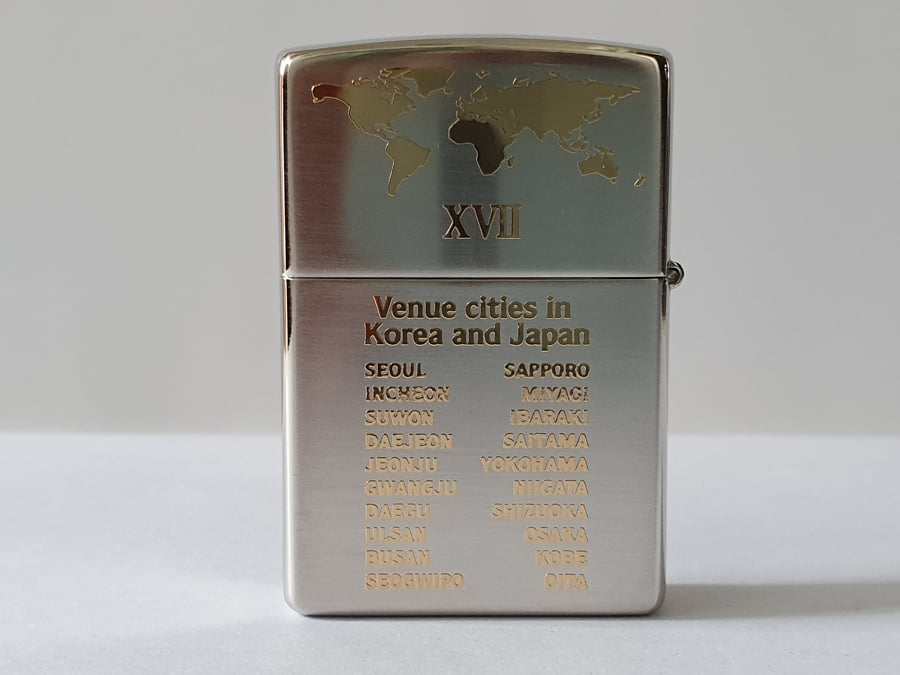 XVII
Venue cities in
Korea and Japan
SEOUL SAPPORO
INCHEON MIYAGI
SUWON IBARAKI
DAEJEON SAITAMA
JEONJU YOKOHAMA
GWANGJU NIIGATA
DAEGU SHIZUOKA
ULSAN OSAKA
BUSAN KOBE
SEOGWIPO OITA